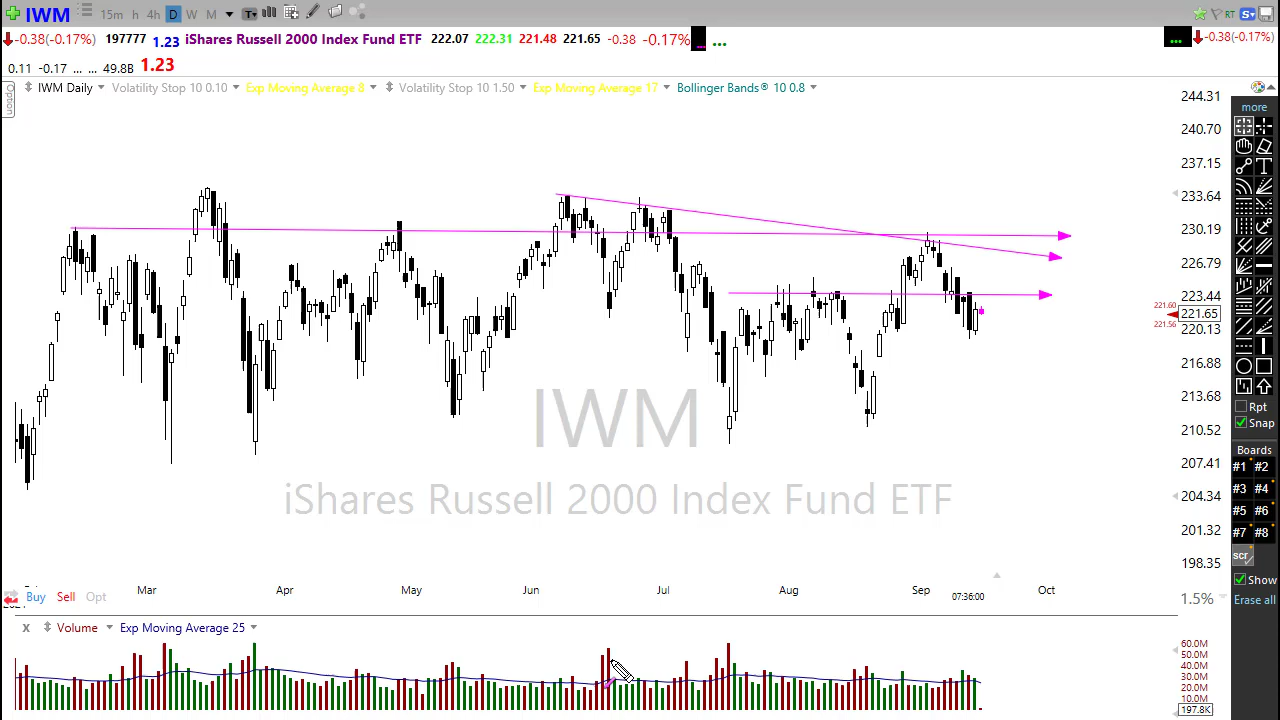 IWM 15m h 4h D W M T RT S
-0.38(-0.17%) 197777 1.23 iShares Russell 2000 Index Fund ETF 222.07 222.31 221.48 221.65 -0.38 -0.17% ... ... ... -0.38(-0.17%)
0.11 -0.17 ... ... 49.8B 1.23
Option
IWM Daily Volatility Stop 10 0.10 Exp Moving Average 8 Volatility Stop 10 1.50 Exp Moving Average 17 Bollinger Bands® 10 0.8
244.31
240.70
237.15
233.64
230.19
226.79
223.44
221.60
221.65
221.56
220.13
216.88
213.68
210.52
207.41
204.34
201.32
198.35
IWM
iShares Russell 2000 Index Fund ETF
more
T
Rpt
Snap
Boards
#1 #2
#3 #4
#5 #6
#7 #8
scr
Show
Erase all
Mar Apr May Jun Jul Aug Sep Oct
07:36:00
Buy Sell Opt
1.5%
X Volume Exp Moving Average 25
60.0M
50.0M
40.0M
30.0M
20.0M
10.0M
197.8K